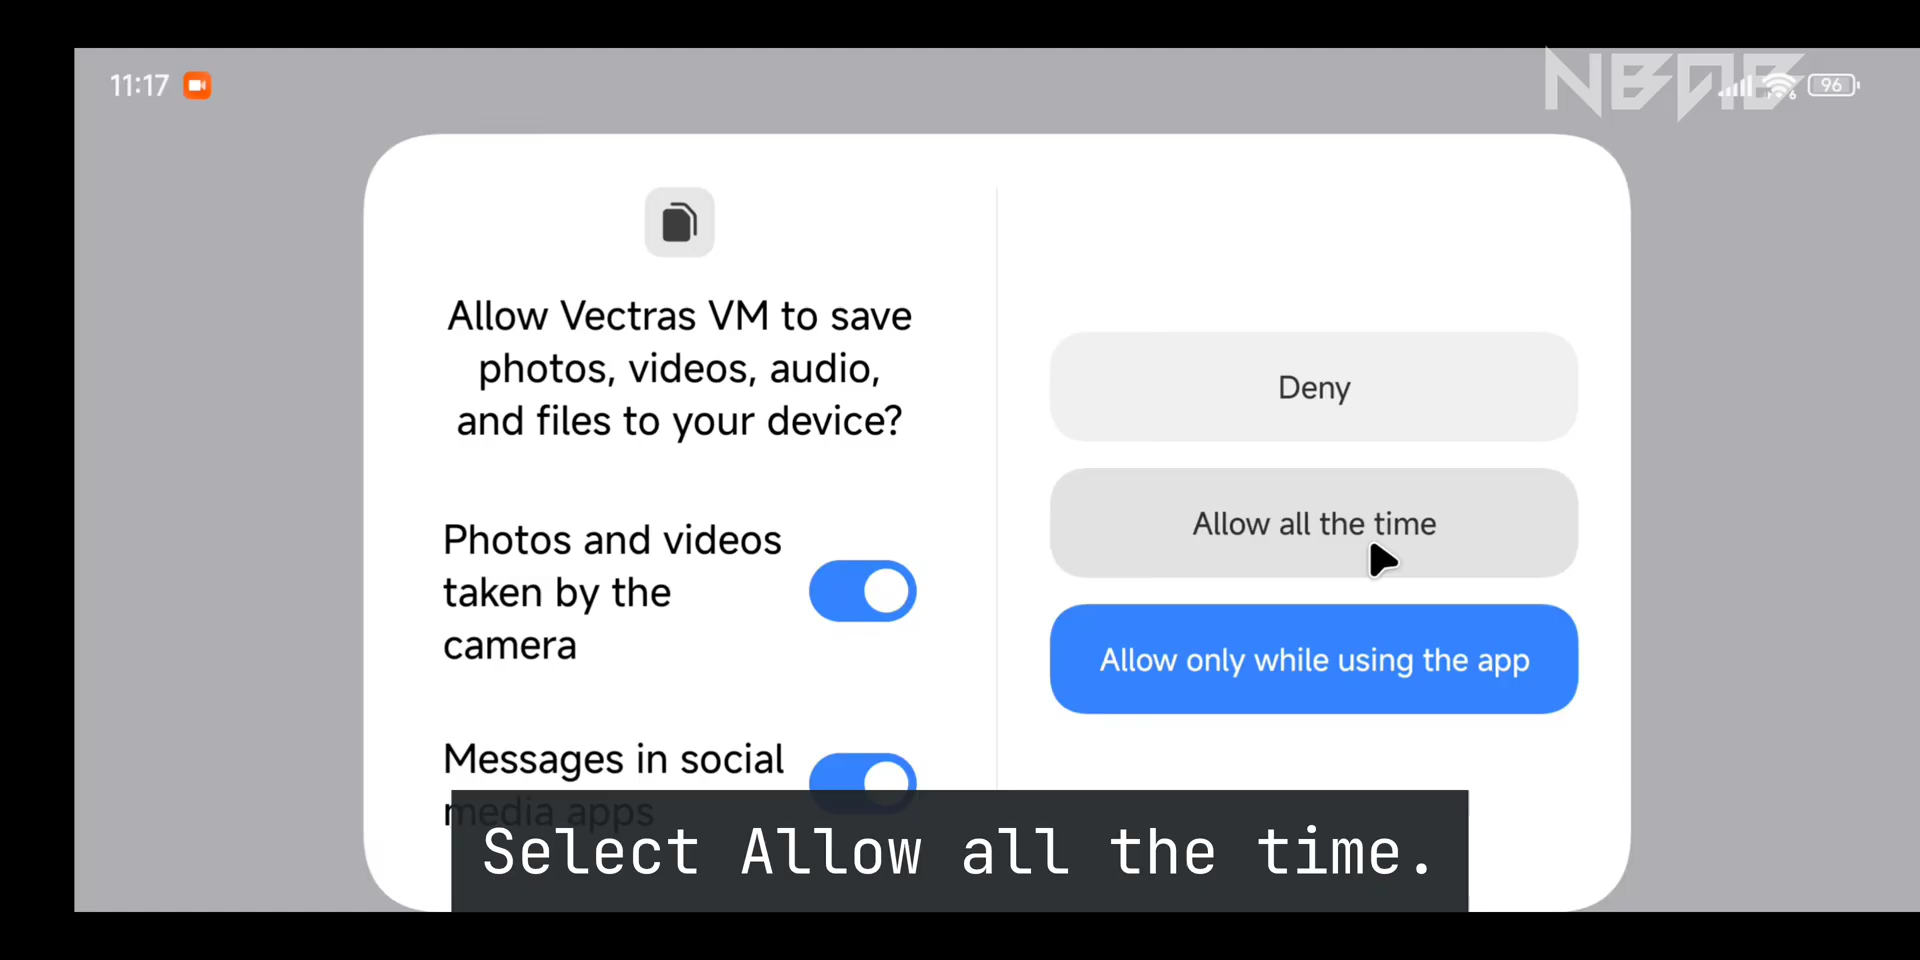 11:17
NBAB
6
96
Allow Vectras VM to save
photos, videos, audio,
and files to your device?
Photos and videos
taken by the
camera
Messages in social
media apps
Deny
Allow all the time
Allow only while using the app
Select Allow all the time.